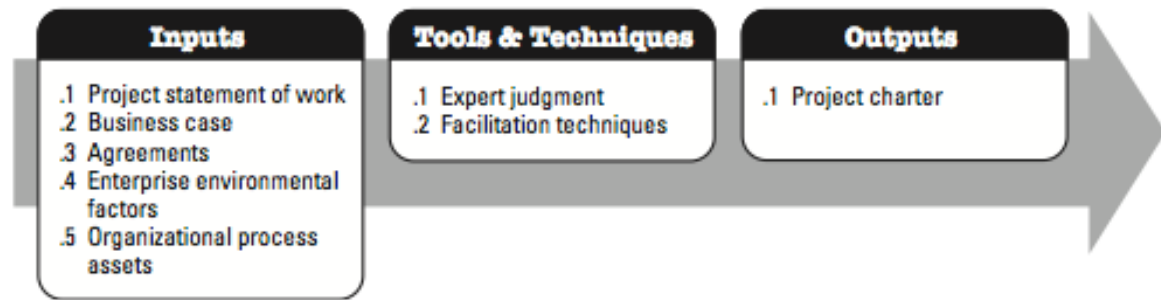 Inputs
.1 Project statement of work
.2 Business case
.3 Agreements
.4 Enterprise environmental
factors
.5 Organizational process
assets
Tools & Techniques
.1 Expert judgment
.2 Facilitation techniques
Outputs
.1 Project charter